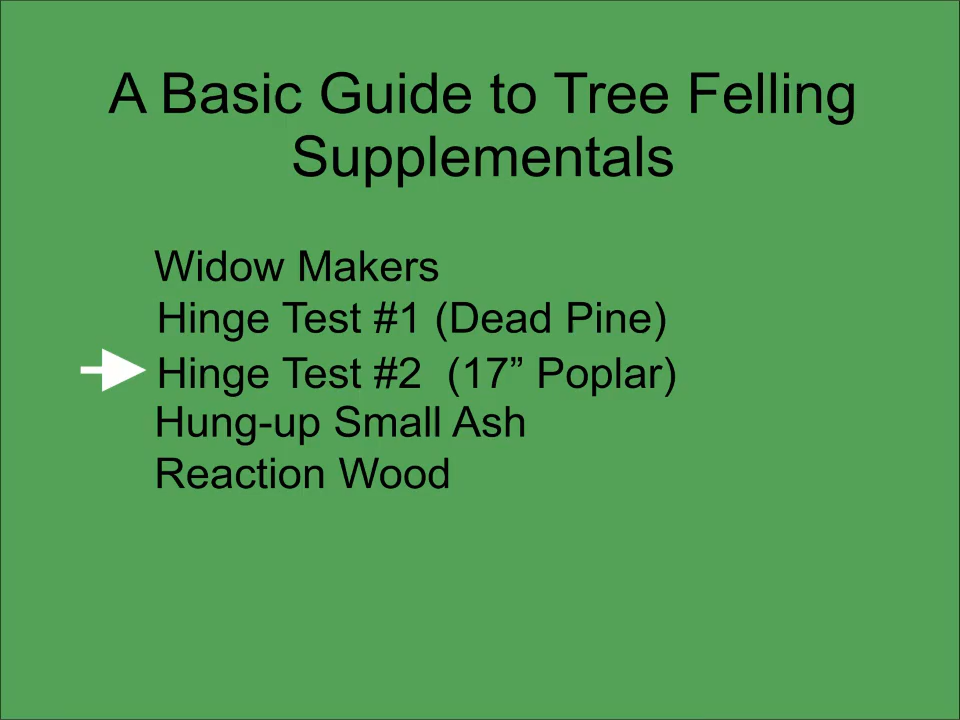 A Basic Guide to Tree Felling
Supplementals
Widow Makers
Hinge Test #1 (Dead Pine)
Hinge Test #2  (17” Poplar)
Hung-up Small Ash
Reaction Wood